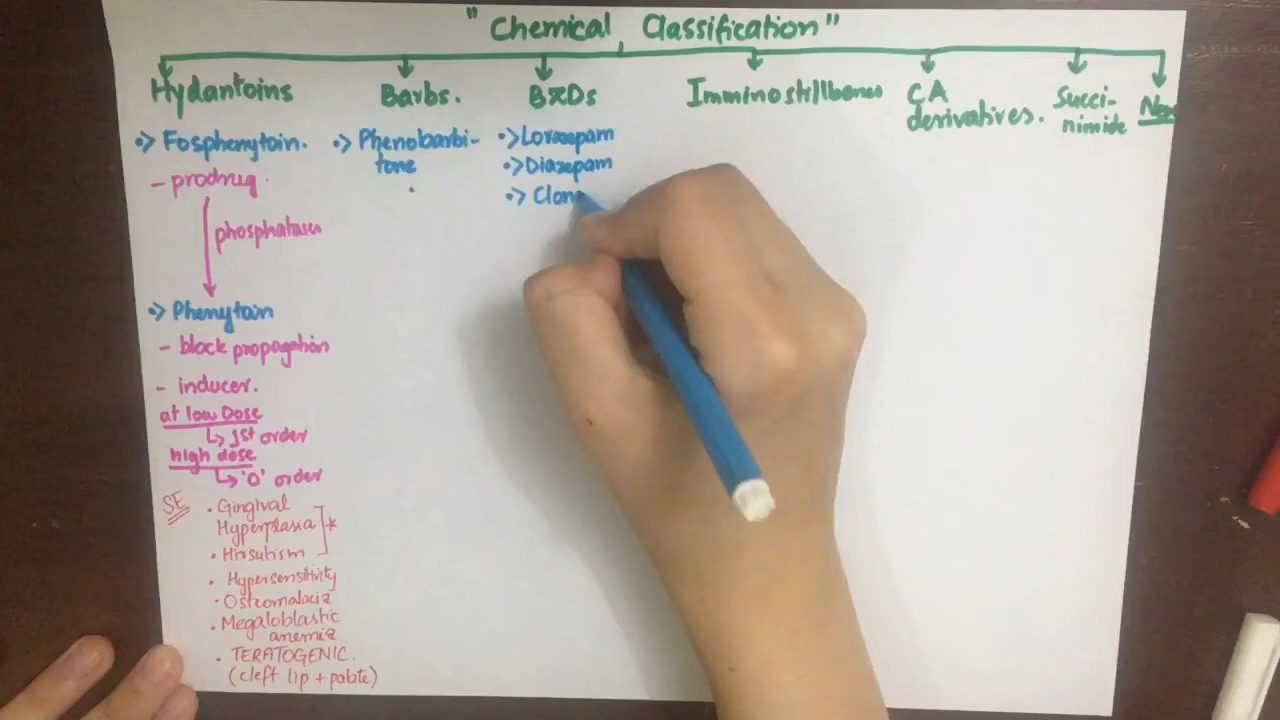 "Chemical Classification"
Hydantoins
Barbs.
BZDs
Imminostillbenes
CA
derivatives.
Succi-
nimide
•> Fosphenytoin.
- prodrug.
phosphatases
•> Phenytoin
- block propagation
- inducer.
at low Dose
↳ 1st order
high dose
↳ '0' order
SE
• Gingival
Hyperplasia
*
• Hirsutism
• Hypersensitivity
• Osteomalacia
• Megaloblastic
anemia
• TERATOGENIC.
(cleft lip + palate)
•> Phenobarbi-
tone
•> Lorazepam
•> Diazepam
•> Clon